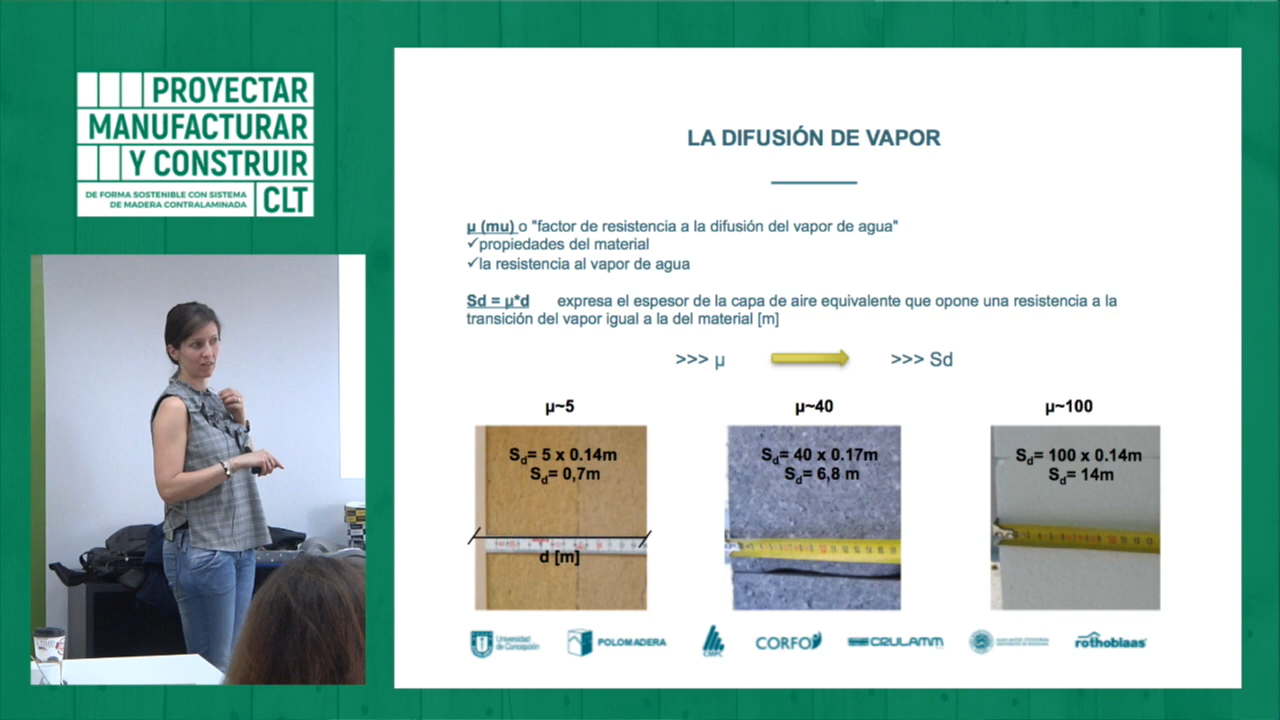 PROYECTAR
MANUFACTURAR
Y CONSTRUIR
DE FORMA SOSTENIBLE CON SISTEMA
DE MADERA CONTRALAMINADA
CLT
LA DIFUSIÓN DE VAPOR
µ (mu) o "factor de resistencia a la difusión del vapor de agua"
✓propiedades del material
✓la resistencia al vapor de agua
Sd = µ*d expresa el espesor de la capa de aire equivalente que opone una resistencia a la
transición del vapor igual a la del material [m]
>>> µ >>> Sd
µ~5 µ~40 µ~100
Sd= 5 x 0.14m
Sd= 0,7m
d [m]
Sd= 40 x 0.17m
Sd= 6,8 m
Sd= 100 x 0.14m
Sd= 14m
Universidad
de Concepción
POLOMADERA
CMPC
CORFO
CRULAMM
rothoblaas